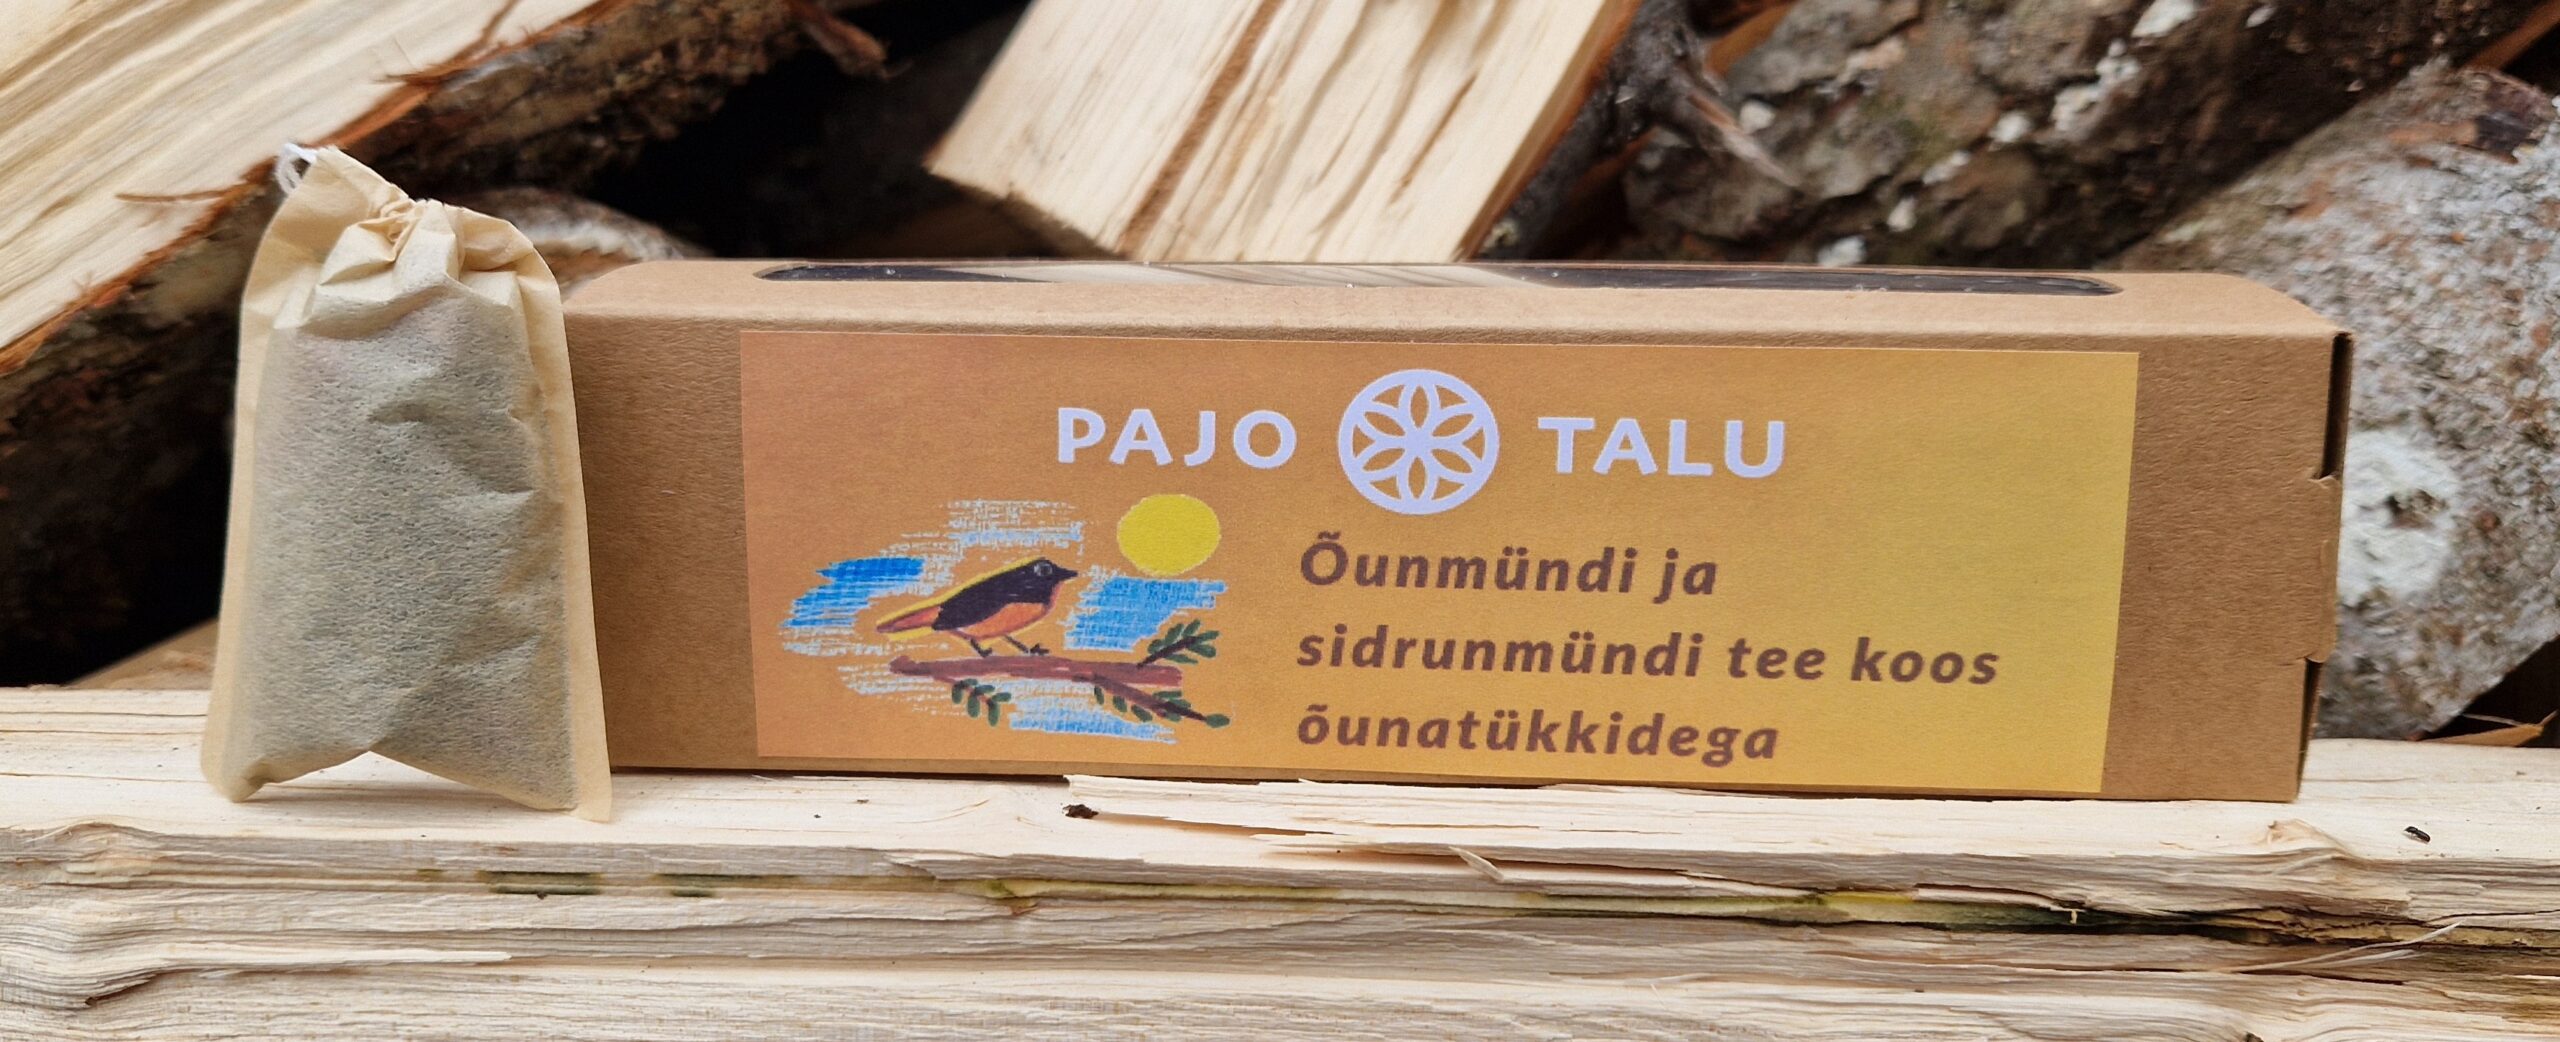 PAJO TALU
Õunmündi ja
sidrunmündi tee koos
õunatükkidega